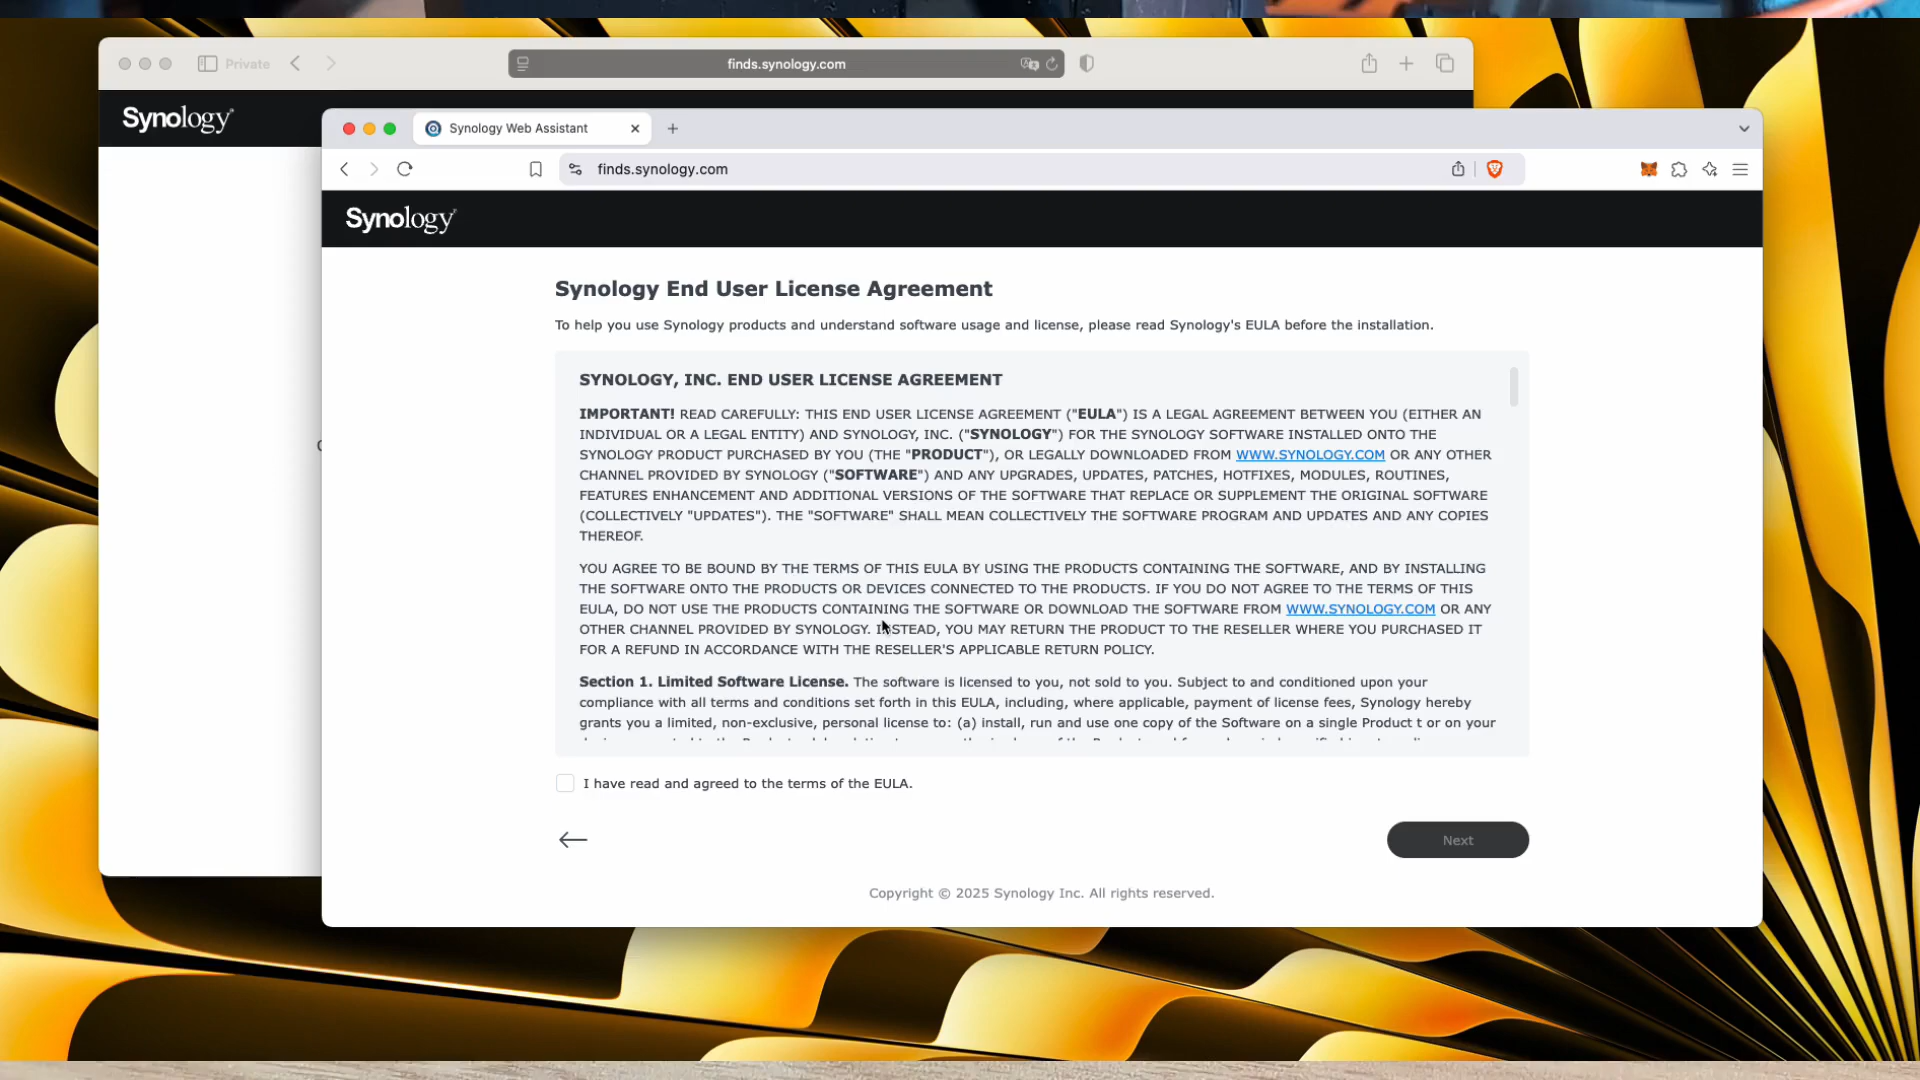 Private
finds.synology.com
Synology
Synology Web Assistant
finds.synology.com
Synology
Synology End User License Agreement
To help you use Synology products and understand software usage and license, please read Synology's EULA before the installation.
SYNOLOGY, INC. END USER LICENSE AGREEMENT
IMPORTANT! READ CAREFULLY: THIS END USER LICENSE AGREEMENT ("EULA") IS A LEGAL AGREEMENT BETWEEN YOU (EITHER AN
INDIVIDUAL OR A LEGAL ENTITY) AND SYNOLOGY, INC. ("SYNOLOGY") FOR THE SYNOLOGY SOFTWARE INSTALLED ONTO THE
SYNOLOGY PRODUCT PURCHASED BY YOU (THE "PRODUCT"), OR LEGALLY DOWNLOADED FROM WWW.SYNOLOGY.COM OR ANY OTHER
CHANNEL PROVIDED BY SYNOLOGY ("SOFTWARE") AND ANY UPGRADES, UPDATES, PATCHES, HOTFIXES, MODULES, ROUTINES,
FEATURES ENHANCEMENT AND ADDITIONAL VERSIONS OF THE SOFTWARE THAT REPLACE OR SUPPLEMENT THE ORIGINAL SOFTWARE
(COLLECTIVELY "UPDATES"). THE "SOFTWARE" SHALL MEAN COLLECTIVELY THE SOFTWARE PROGRAM AND UPDATES AND ANY COPIES
THEREOF.
YOU AGREE TO BE BOUND BY THE TERMS OF THIS EULA BY USING THE PRODUCTS CONTAINING THE SOFTWARE, AND BY INSTALLING
THE SOFTWARE ONTO THE PRODUCTS OR DEVICES CONNECTED TO THE PRODUCTS. IF YOU DO NOT AGREE TO THE TERMS OF THIS
EULA, DO NOT USE THE PRODUCTS CONTAINING THE SOFTWARE OR DOWNLOAD THE SOFTWARE FROM WWW.SYNOLOGY.COM OR ANY
OTHER CHANNEL PROVIDED BY SYNOLOGY. INSTEAD, YOU MAY RETURN THE PRODUCT TO THE RESELLER WHERE YOU PURCHASED IT
FOR A REFUND IN ACCORDANCE WITH THE RESELLER'S APPLICABLE RETURN POLICY.
Section 1. Limited Software License. The software is licensed to you, not sold to you. Subject to and conditioned upon your
compliance with all terms and conditions set forth in this EULA, including, where applicable, payment of license fees, Synology hereby
grants you a limited, non-exclusive, personal license to: (a) install, run and use one copy of the Software on a single Product t or on your
I have read and agreed to the terms of the EULA.
Next
Copyright © 2025 Synology Inc. All rights reserved.